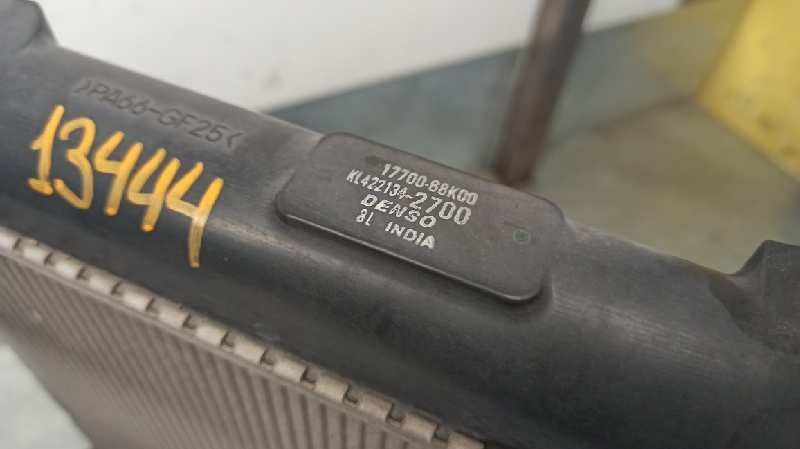 >PA66-GF25<
13444
17700-68K00
KL422134-2700
DENSO
8L INDIA